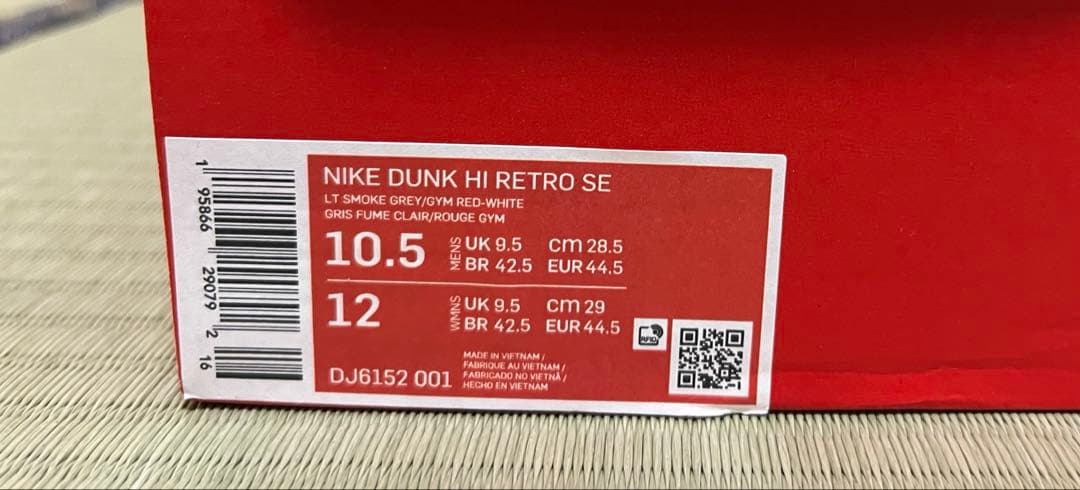 1 95866 29079 2 16
NIKE DUNK HI RETRO SE
LT SMOKE GREY/GYM RED-WHITE
GRIS FUME CLAIR/ROUGE GYM
10.5 MENS UK 9.5 cm 28.5
BR 42.5 EUR 44.5
12 WMNS UK 9.5 cm 29
BR 42.5 EUR 44.5
RFID
DJ6152 001
MADE IN VIETNAM /
FABRIQUE AU VIETNAM /
FABRICADO NO VIETNÃ /
HECHO EN VIETNAM